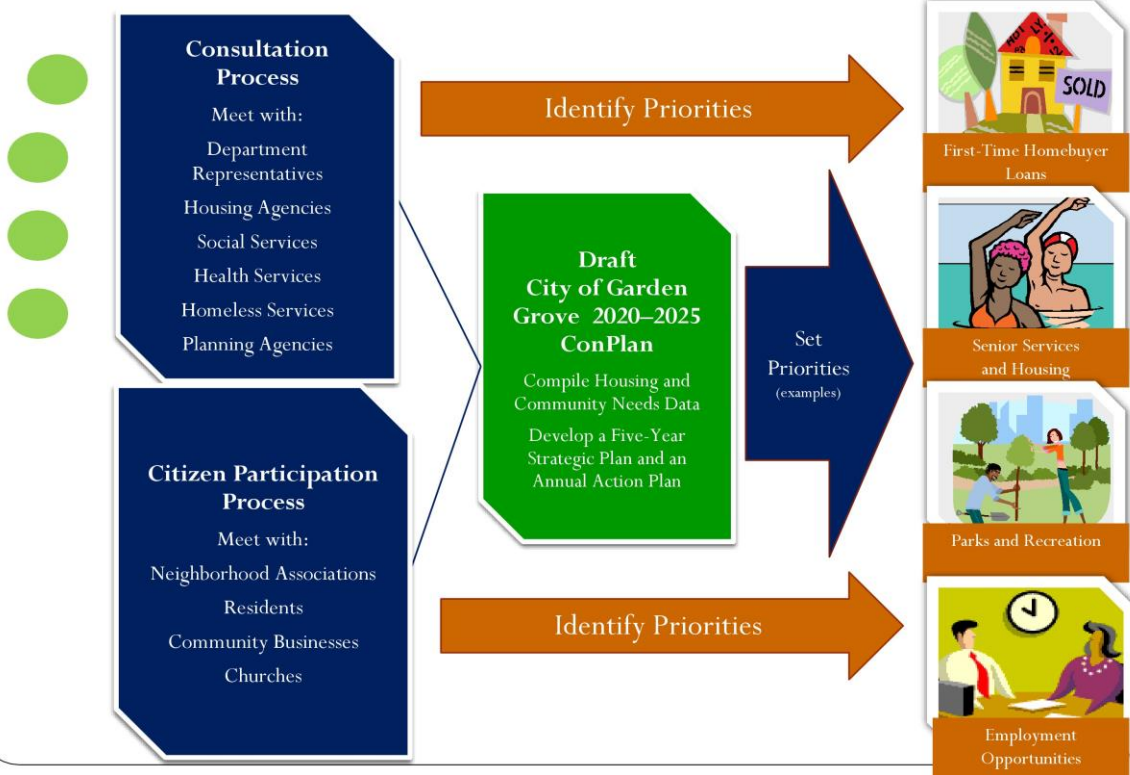 Consultation
Process
Meet with:
Department
Representatives
Housing Agencies
Social Services
Health Services
Homeless Services
Planning Agencies
Citizen Participation
Process
Meet with:
Neighborhood Associations
Residents
Community Businesses
Churches
Identify Priorities
Draft
City of Garden
Grove 2020–2025
ConPlan
Compile Housing and
Community Needs Data
Develop a Five-Year
Strategic Plan and an
Annual Action Plan
Set
Priorities
(examples)
Identify Priorities
SOLD
First-Time Homebuyer
Loans
Senior Services
and Housing
Parks and Recreation
Employment
Opportunities